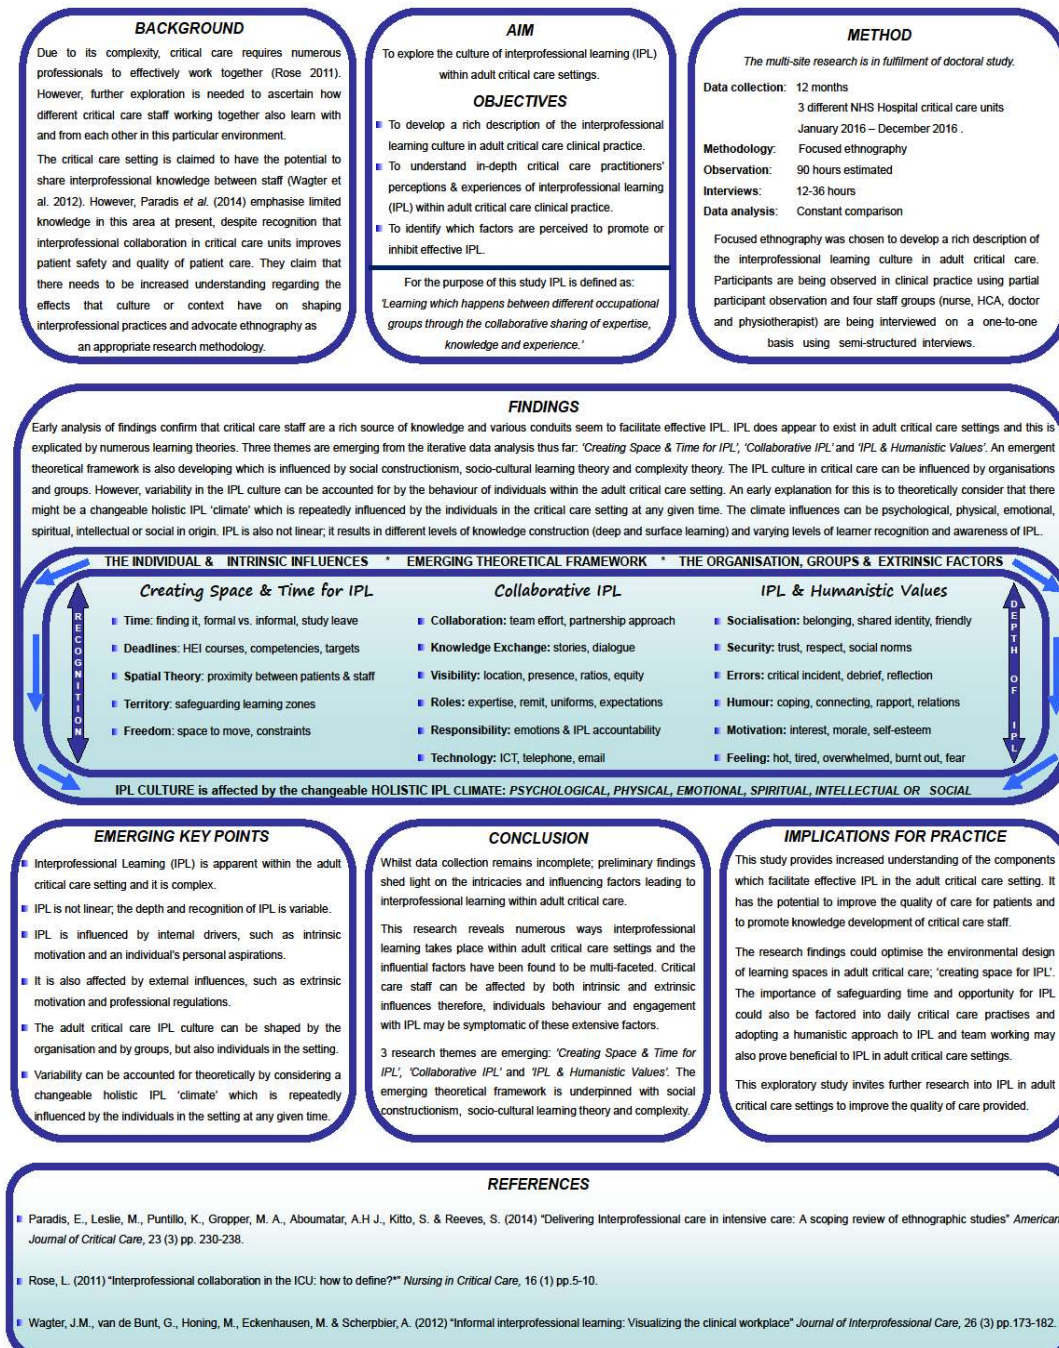 BACKGROUND
Due to its complexity, critical care requires numerous
professionals to effectively work together (Rose 2011).
However, further exploration is needed to ascertain how
different critical care staff working together also learn with
and from each other in this particular environment.
The critical care setting is claimed to have the potential to
share interprofessional knowledge between staff (Wagter et
al. 2012). However, Paradis et al. (2014) emphasise limited
knowledge in this area at present, despite recognition that
interprofessional collaboration in critical care units improves
patient safety and quality of patient care. They claim that
there needs to be increased understanding regarding the
effects that culture or context have on shaping
interprofessional practices and advocate ethnography as
an appropriate research methodology.
AIM
To explore the culture of interprofessional learning (IPL)
within adult critical care settings.
OBJECTIVES
To develop a rich description of the interprofessional
learning culture in adult critical care clinical practice.
To understand in-depth critical care practitioners'
perceptions & experiences of interprofessional learning
(IPL) within adult critical care clinical practice.
To identify which factors are perceived to promote or
inhibit effective IPL.
For the purpose of this study IPL is defined as:
'Learning which happens between different occupational
groups through the collaborative sharing of expertise,
knowledge and experience.'
METHOD
The multi-site research is in fulfilment of doctoral study.
Data collection: 12 months
3 different NHS Hospital critical care units
January 2016 – December 2016 .
Methodology: Focused ethnography
Observation: 90 hours estimated
Interviews: 12-36 hours
Data analysis: Constant comparison
Focused ethnography was chosen to develop a rich description of
the interprofessional learning culture in adult critical care.
Participants are being observed in clinical practice using partial
participant observation and four staff groups (nurse, HCA, doctor
and physiotherapist) are being interviewed on a one-to-one
basis using semi-structured interviews.
FINDINGS
Early analysis of findings confirm that critical care staff are a rich source of knowledge and various conduits seem to facilitate effective IPL. IPL does appear to exist in adult critical care settings and this is
explicated by numerous learning theories. Three themes are emerging from the iterative data analysis thus far: 'Creating Space & Time for IPL', 'Collaborative IPL' and 'IPL & Humanistic Values'. An emergent
theoretical framework is also developing which is influenced by social constructionism, socio-cultural learning theory and complexity theory. The IPL culture in critical care can be influenced by organisations
and groups. However, variability in the IPL culture can be accounted for by the behaviour of individuals within the adult critical care setting. An early explanation for this is to theoretically consider that there
might be a changeable holistic IPL 'climate' which is repeatedly influenced by the individuals in the critical care setting at any given time. The climate influences can be psychological, physical, emotional,
spiritual, intellectual or social in origin. IPL is also not linear; it results in different levels of knowledge construction (deep and surface learning) and varying levels of learner recognition and awareness of IPL.
THE INDIVIDUAL & INTRINSIC INFLUENCES * EMERGING THEORETICAL FRAMEWORK * THE ORGANISATION, GROUPS & EXTRINSIC FACTORS
RECOGNITION
Creating Space & Time for IPL
Time: finding it, formal vs. informal, study leave
Deadlines: HEI courses, competencies, targets
Spatial Theory: proximity between patients & staff
Territory: safeguarding learning zones
Freedom: space to move, constraints
Collaborative IPL
Collaboration: team effort, partnership approach
Knowledge Exchange: stories, dialogue
Visibility: location, presence, ratios, equity
Roles: expertise, remit, uniforms, expectations
Responsibility: emotions & IPL accountability
Technology: ICT, telephone, email
IPL & Humanistic Values
Socialisation: belonging, shared identity, friendly
Security: trust, respect, social norms
Errors: critical incident, debrief, reflection
Humour: coping, connecting, rapport, relations
Motivation: interest, morale, self-esteem
Feeling: hot, tired, overwhelmed, burnt out, fear
DEPTH OF IPL
IPL CULTURE is affected by the changeable HOLISTIC IPL CLIMATE: PSYCHOLOGICAL, PHYSICAL, EMOTIONAL, SPIRITUAL, INTELLECTUAL OR SOCIAL
EMERGING KEY POINTS
Interprofessional Learning (IPL) is apparent within the adult
critical care setting and it is complex.
IPL is not linear; the depth and recognition of IPL is variable.
IPL is influenced by internal drivers, such as intrinsic
motivation and an individual's personal aspirations.
It is also affected by external influences, such as extrinsic
motivation and professional regulations.
The adult critical care IPL culture can be shaped by the
organisation and by groups, but also individuals in the setting.
Variability can be accounted for theoretically by considering a
changeable holistic IPL 'climate' which is repeatedly
influenced by the individuals in the setting at any given time.
CONCLUSION
Whilst data collection remains incomplete; preliminary findings
shed light on the intricacies and influencing factors leading to
interprofessional learning within adult critical care.
This research reveals numerous ways interprofessional
learning takes place within adult critical care settings and the
influential factors have been found to be multi-faceted. Critical
care staff can be affected by both intrinsic and extrinsic
influences therefore, individuals behaviour and engagement
with IPL may be symptomatic of these extensive factors.
3 research themes are emerging: 'Creating Space & Time for
IPL', 'Collaborative IPL' and 'IPL & Humanistic Values'. The
emerging theoretical framework is underpinned with social
constructionism, socio-cultural learning theory and complexity.
IMPLICATIONS FOR PRACTICE
This study provides increased understanding of the components
which facilitate effective IPL in the adult critical care setting. It
has the potential to improve the quality of care for patients and
to promote knowledge development of critical care staff.
The research findings could optimise the environmental design
of learning spaces in adult critical care; 'creating space for IPL'.
The importance of safeguarding time and opportunity for IPL
could also be factored into daily critical care practises and
adopting a humanistic approach to IPL and team working may
also prove beneficial to IPL in adult critical care settings.
This exploratory study invites further research into IPL in adult
critical care settings to improve the quality of care provided.
REFERENCES
Paradis, E., Leslie, M., Puntillo, K., Gropper, M. A., Aboumatar, A.H J., Kitto, S. & Reeves, S. (2014) "Delivering Interprofessional care in intensive care: A scoping review of ethnographic studies" American
Journal of Critical Care, 23 (3) pp. 230-238.
Rose, L. (2011) "Interprofessional collaboration in the ICU: how to define?*" Nursing in Critical Care, 16 (1) pp.5-10.
Wagter, J.M., van de Bunt, G., Honing, M., Eckenhausen, M. & Scherpbier, A. (2012) "Informal interprofessional learning: Visualizing the clinical workplace" Journal of Interprofessional Care, 26 (3) pp.173-182.